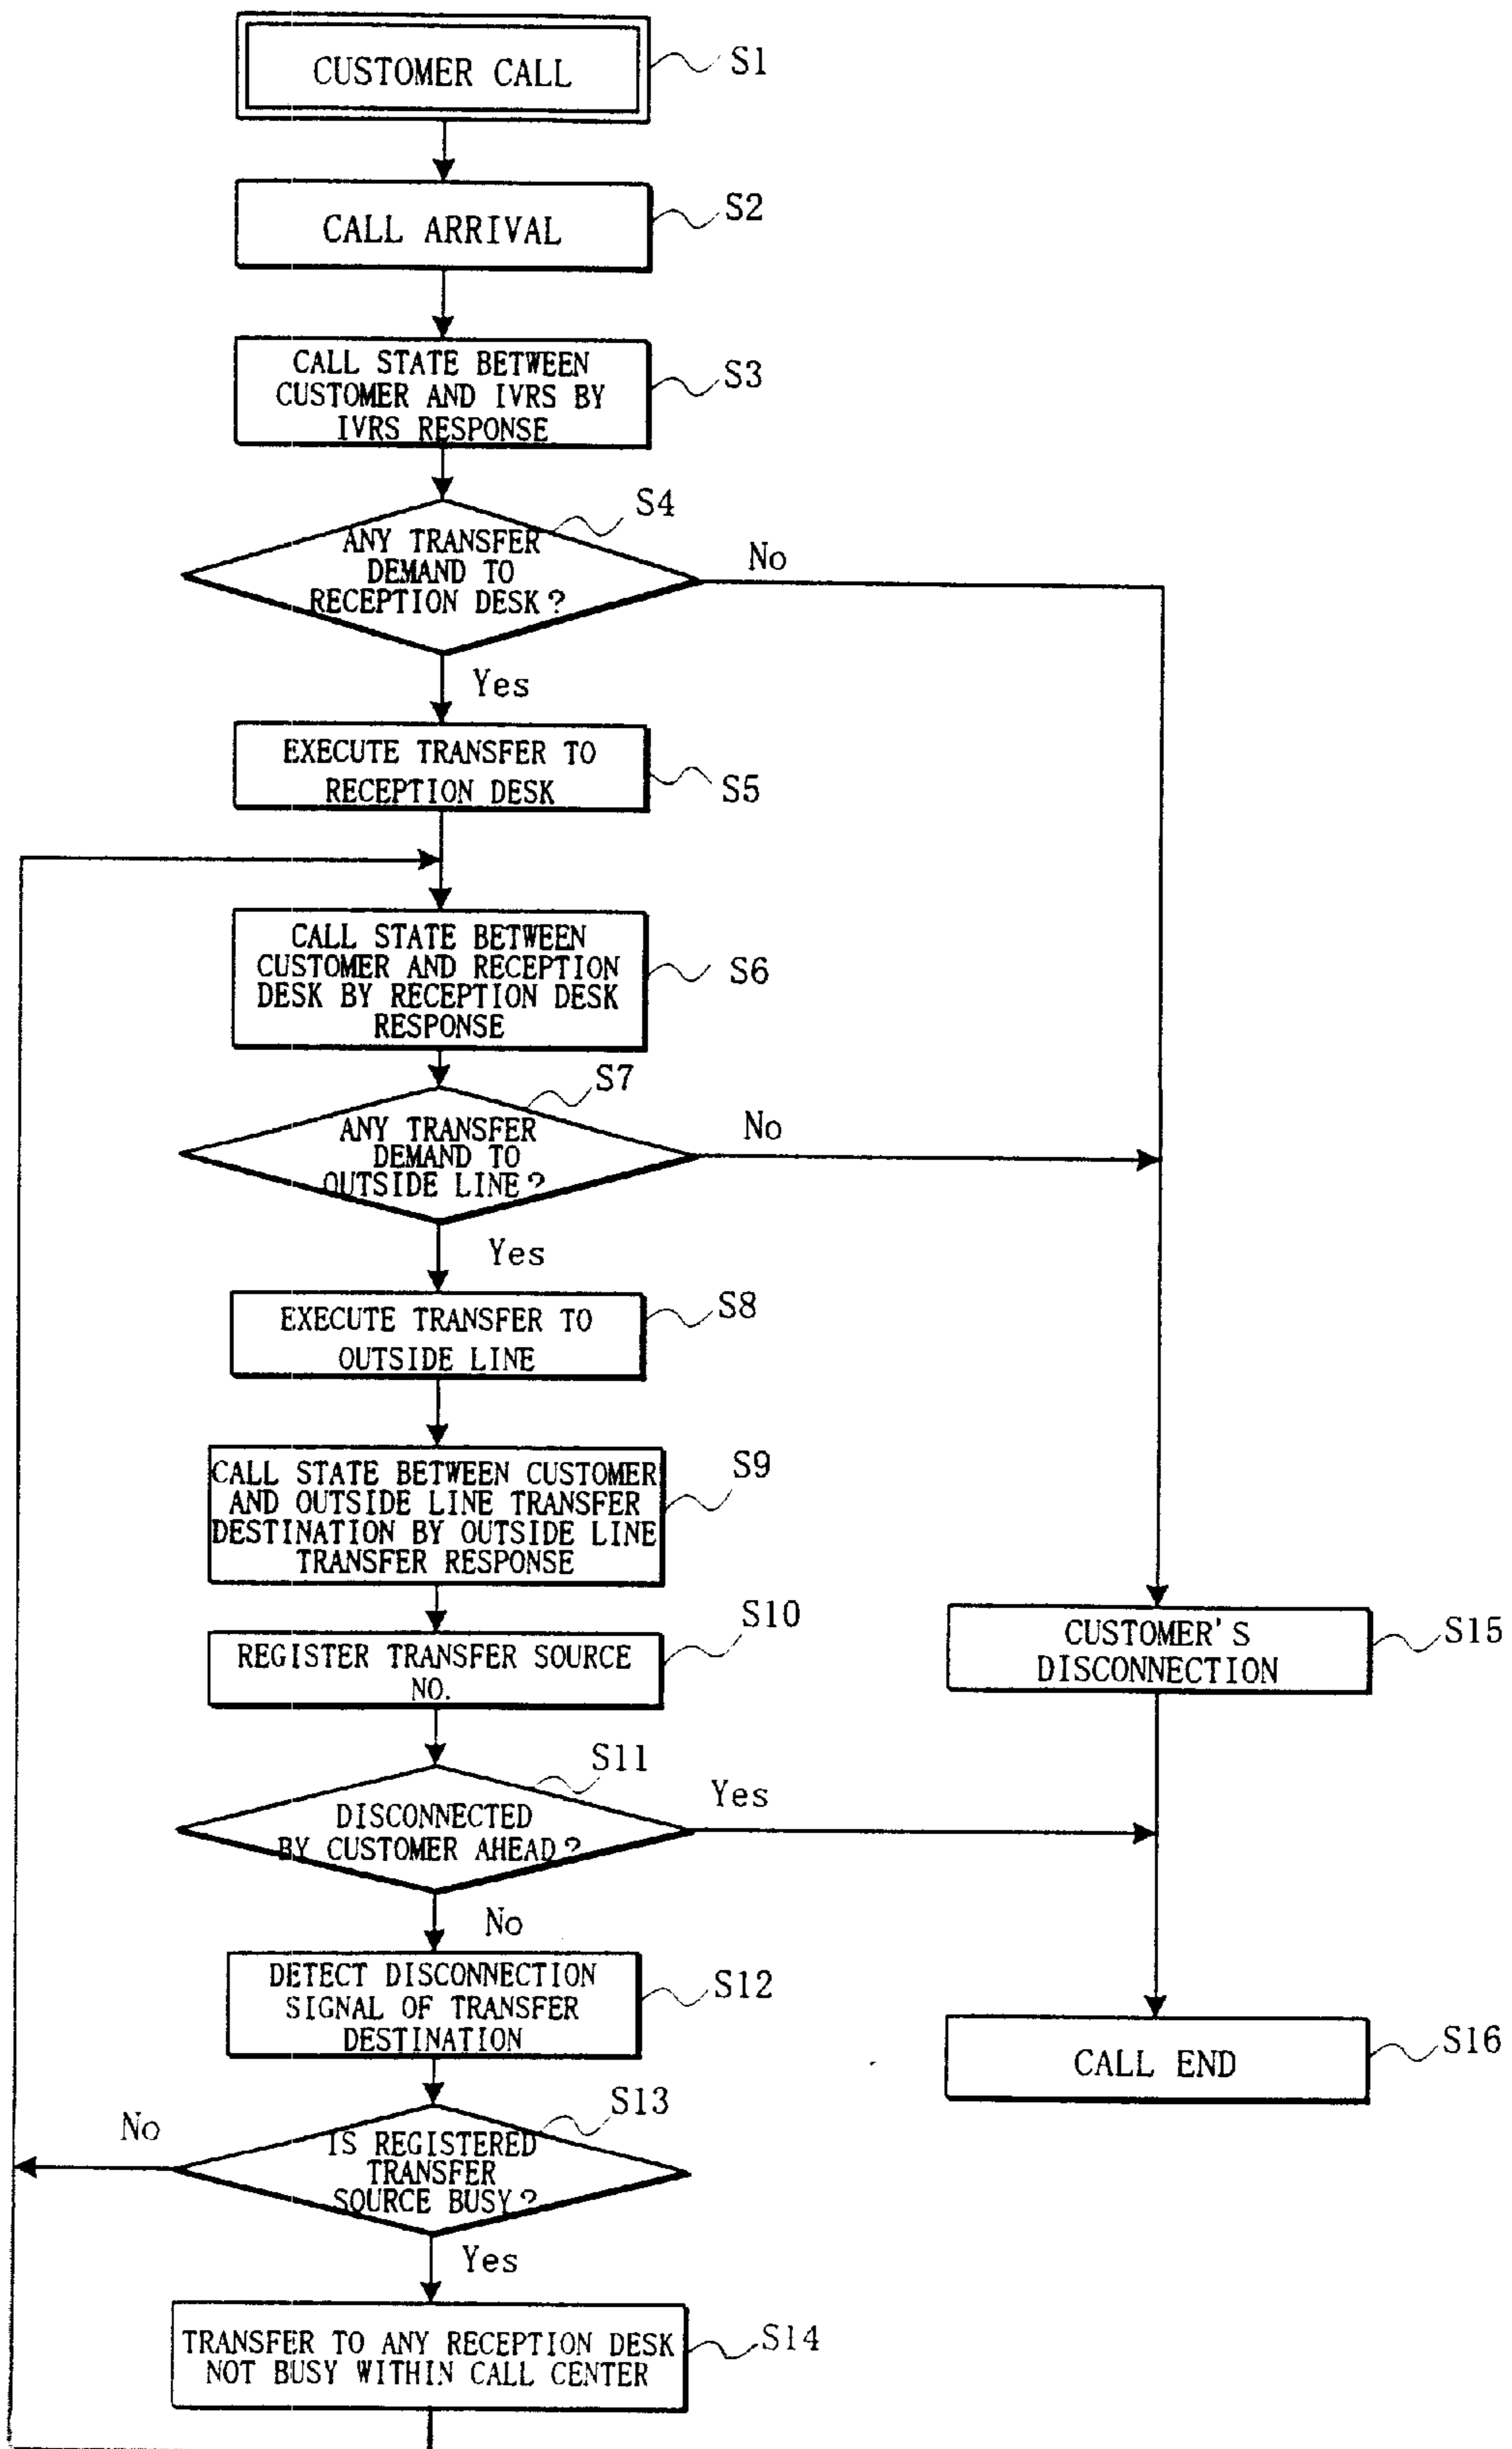 CUSTOMER CALL
S1
CALL ARRIVAL
S2
CALL STATE BETWEEN
CUSTOMER AND IVRS BY
IVRS RESPONSE
S3
S4
ANY TRANSFER
DEMAND TO
RECEPTION DESK?
No
Yes
EXECUTE TRANSFER TO
RECEPTION DESK
S5
CALL STATE BETWEEN
CUSTOMER AND RECEPTION
DESK BY RECEPTION DESK
RESPONSE
S6
S7
ANY TRANSFER
DEMAND TO
OUTSIDE LINE?
No
Yes
EXECUTE TRANSFER TO
OUTSIDE LINE
S8
CALL STATE BETWEEN CUSTOMER
AND OUTSIDE LINE TRANSFER
DESTINATION BY OUTSIDE LINE
TRANSFER RESPONSE
S9
REGISTER TRANSFER SOURCE
NO.
S10
CUSTOMER'S
DISCONNECTION
S15
S11
DISCONNECTED
BY CUSTOMER AHEAD?
Yes
No
DETECT DISCONNECTION
SIGNAL OF TRANSFER
DESTINATION
S12
CALL END
S16
S13
IS REGISTERED
TRANSFER
SOURCE BUSY?
No
Yes
TRANSFER TO ANY RECEPTION DESK
NOT BUSY WITHIN CALL CENTER
S14